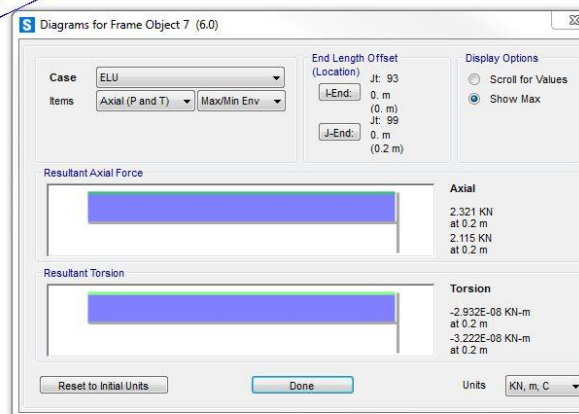 S Diagrams for Frame Object 7 (6.0)
Case ELU
Items Axial (P and T) Max/Min Env
End Length Offset
(Location)
I-End: Jt: 93
0. m
(0. m)
J-End: Jt: 99
0. m
(0.2 m)
Display Options
Scroll for Values
Show Max
Resultant Axial Force
Axial
2.321 KN
at 0.2 m
2.115 KN
at 0.2 m
Resultant Torsion
Torsion
-2.932E-08 KN-m
at 0.2 m
-3.222E-08 KN-m
at 0.2 m
Reset to Initial Units Done Units KN, m, C